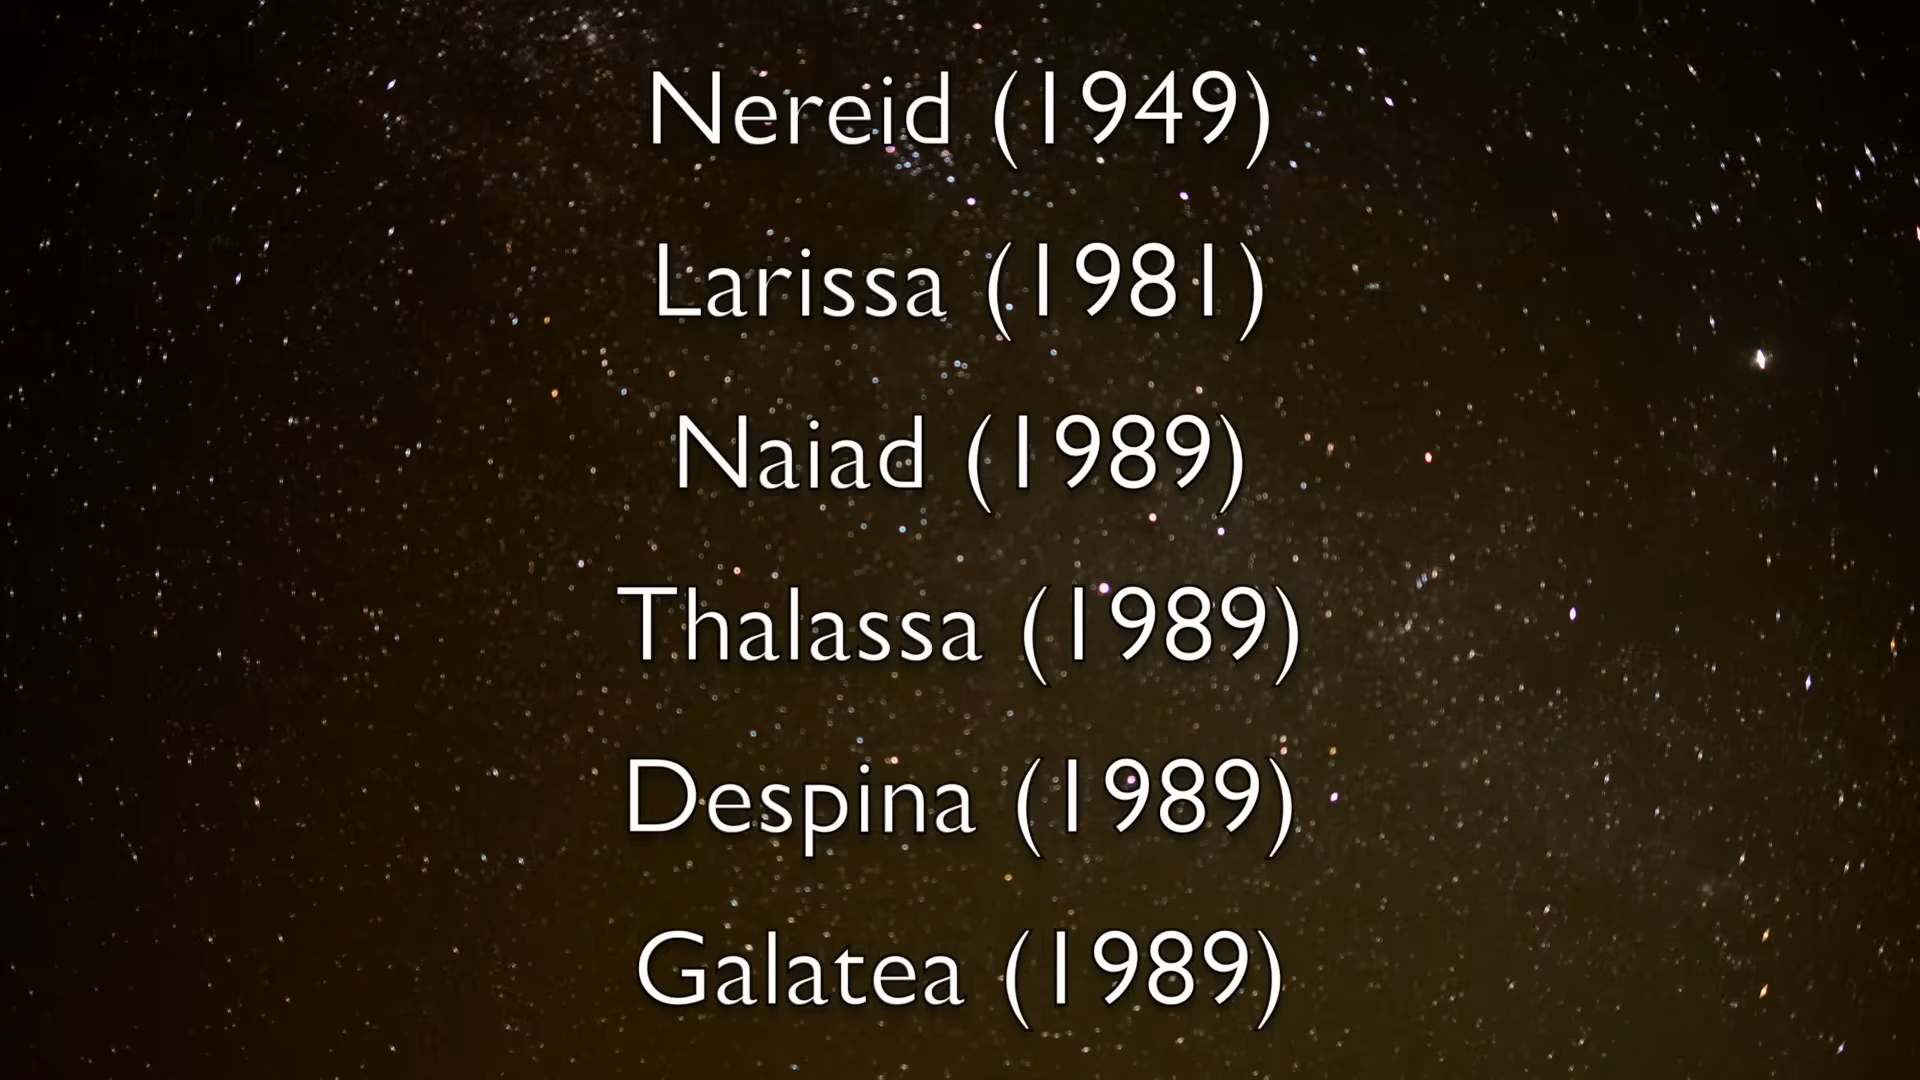 Nereid (1949)
Larissa (1981)
Naiad (1989)
Thalassa (1989)
Despina (1989)
Galatea (1989)